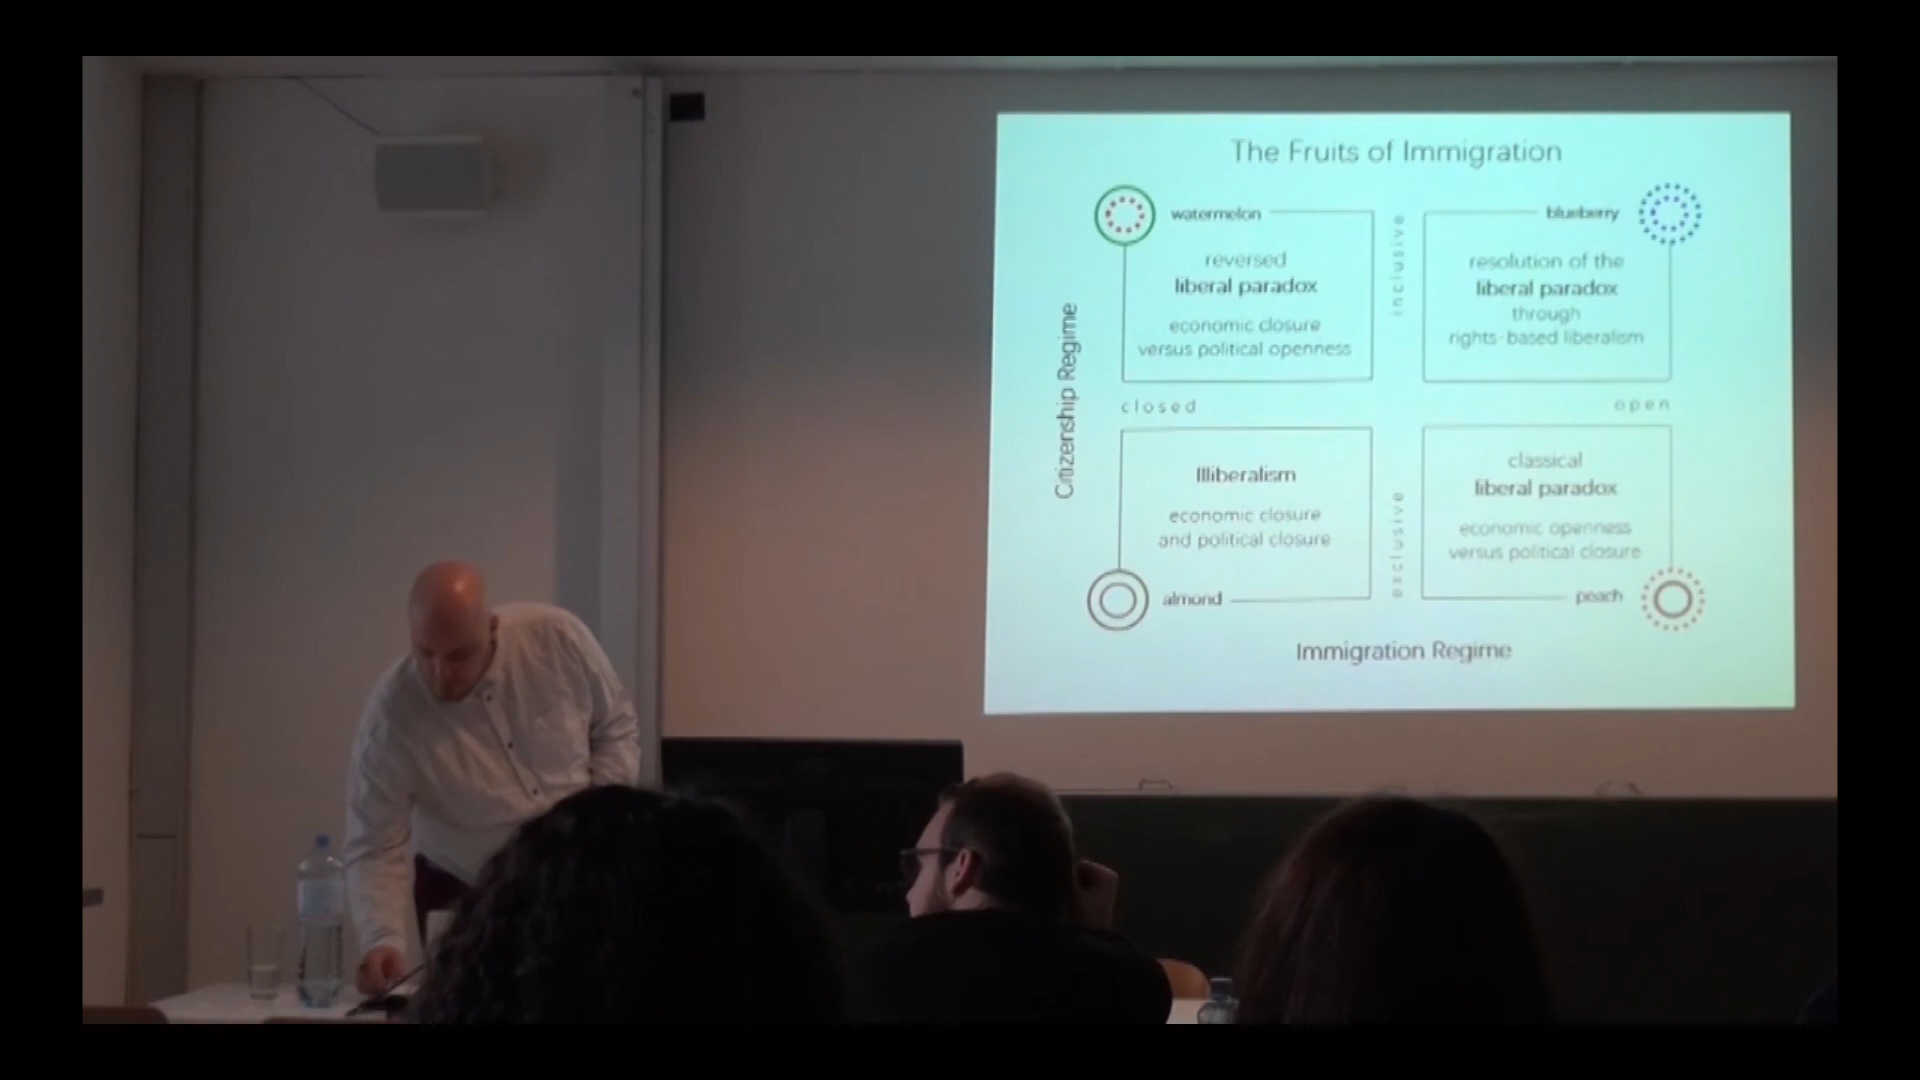 The Fruits of Immigration
watermelon
reversed
liberal paradox
economic closure
versus political openness
inclusive
blueberry
resolution of the
liberal paradox
through
rights-based liberalism
Citizenship Regime
closed
open
Illiberalism
economic closure
and political closure
almond
exclusive
classical
liberal paradox
economic openness
versus political closure
peach
Immigration Regime